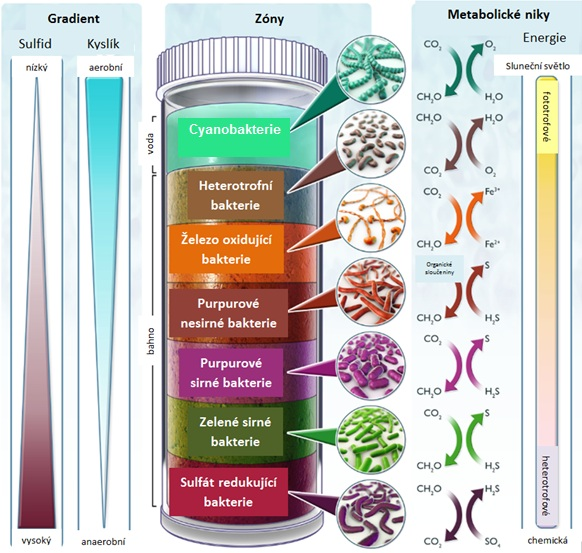 Gradient
Sulfid
Kyslík
nízký
aerobní
vysoký
anaerobní
Zóny
voda
bahno
Cyanobakterie
Heterotrofní
bakterie
Železo oxidující
bakterie
Purpurové
nesirné bakterie
Purpurové
sirné bakterie
Zelené sirné
bakterie
Sulfát redukující
bakterie
Metabolické niky
CO₂
O₂
CH₂O
H₂O
CH₂O
H₂O
CO₂
O₂
CO₂
Fe³⁺
CH₂O
Fe²⁺
Organické
sloučeniny
S
CH₂O
H₂S
CO₂
S
CH₂O
H₂S
CO₂
S
CH₂O
H₂S
CH₂O
H₂S
CO₂
SO₄
Energie
Sluneční světlo
fototrofové
heterotrofové
chemická